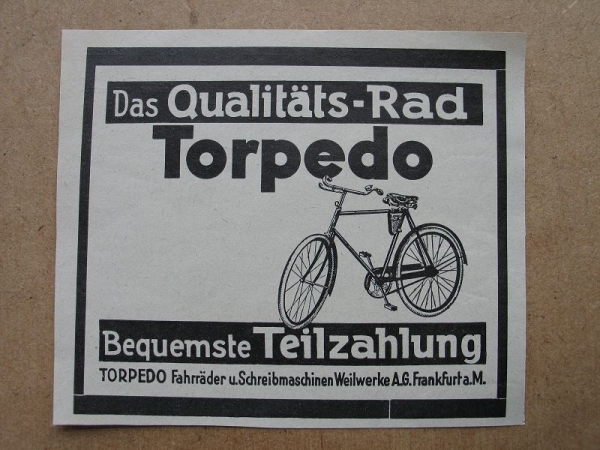 Das Qualitäts-Rad
Torpedo
Bequemste Teilzahlung
TORPEDO Fahrräder u. Schreibmaschinen Weilwerke A.G. Frankfurt a.M.